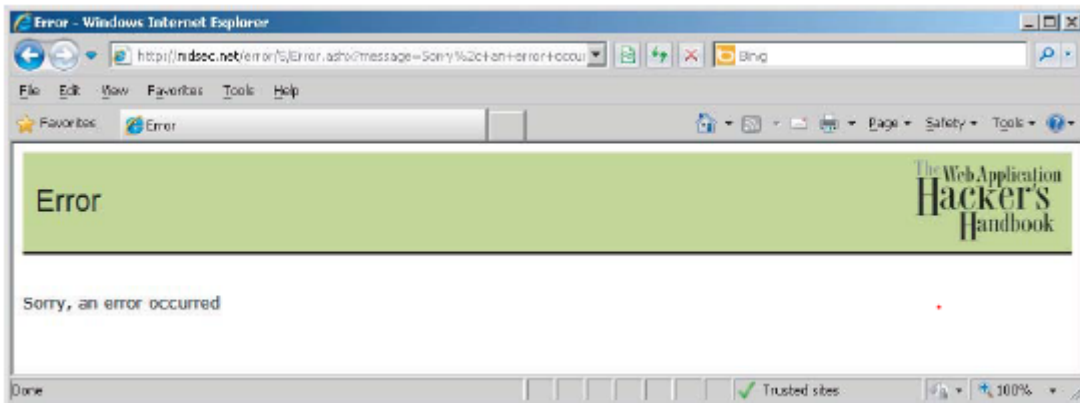 Error - Windows Internet Explorer
http://mdsec.net/error/5/Error.ashx?message=Sorry%2c+an+error+occur
Bing
File Edit View Favorites Tools Help
Favorites Error
Page Safety Tools
Error
The Web Application Hacker's Handbook
Sorry, an error occurred
Done
Trusted sites
100%